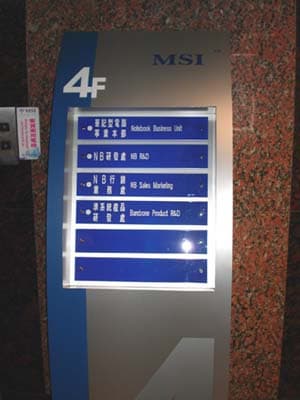 MSI
4F
筆記型電腦
事業本部 Notebook Business Unit
NB研發處 NB R&D
NB行銷
業務處 NB Sales Marketing
準系統產品
研發處 Barebone Product R&D